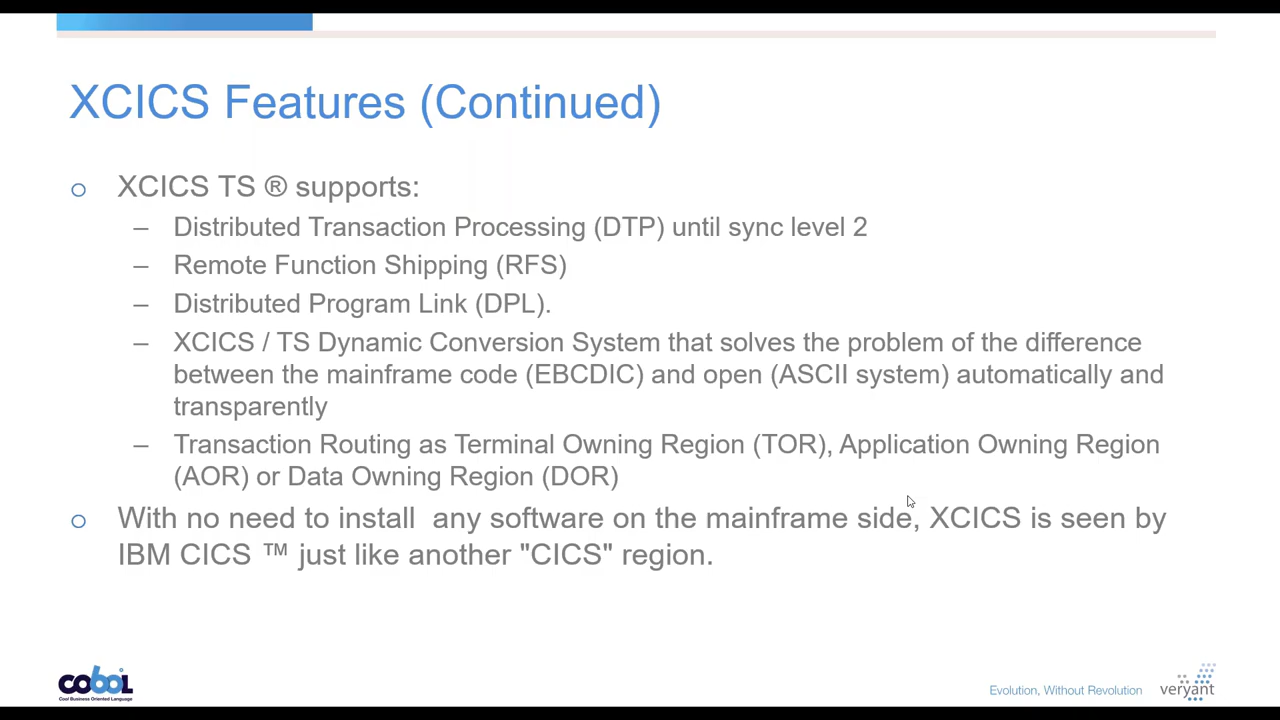 XCICS Features (Continued)
o XCICS TS ® supports:
– Distributed Transaction Processing (DTP) until sync level 2
– Remote Function Shipping (RFS)
– Distributed Program Link (DPL).
– XCICS / TS Dynamic Conversion System that solves the problem of the difference
between the mainframe code (EBCDIC) and open (ASCII system) automatically and
transparently
– Transaction Routing as Terminal Owning Region (TOR), Application Owning Region
(AOR) or Data Owning Region (DOR)
o With no need to install  any software on the mainframe side, XCICS is seen by
IBM CICS ™ just like another "CICS" region.
cobol
Cool Business Oriented Language
Evolution, Without Revolution
veryant